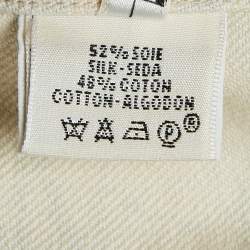 52%SOIE
SILK-SEDA
48%COTON
COTTON-ALGODON
P